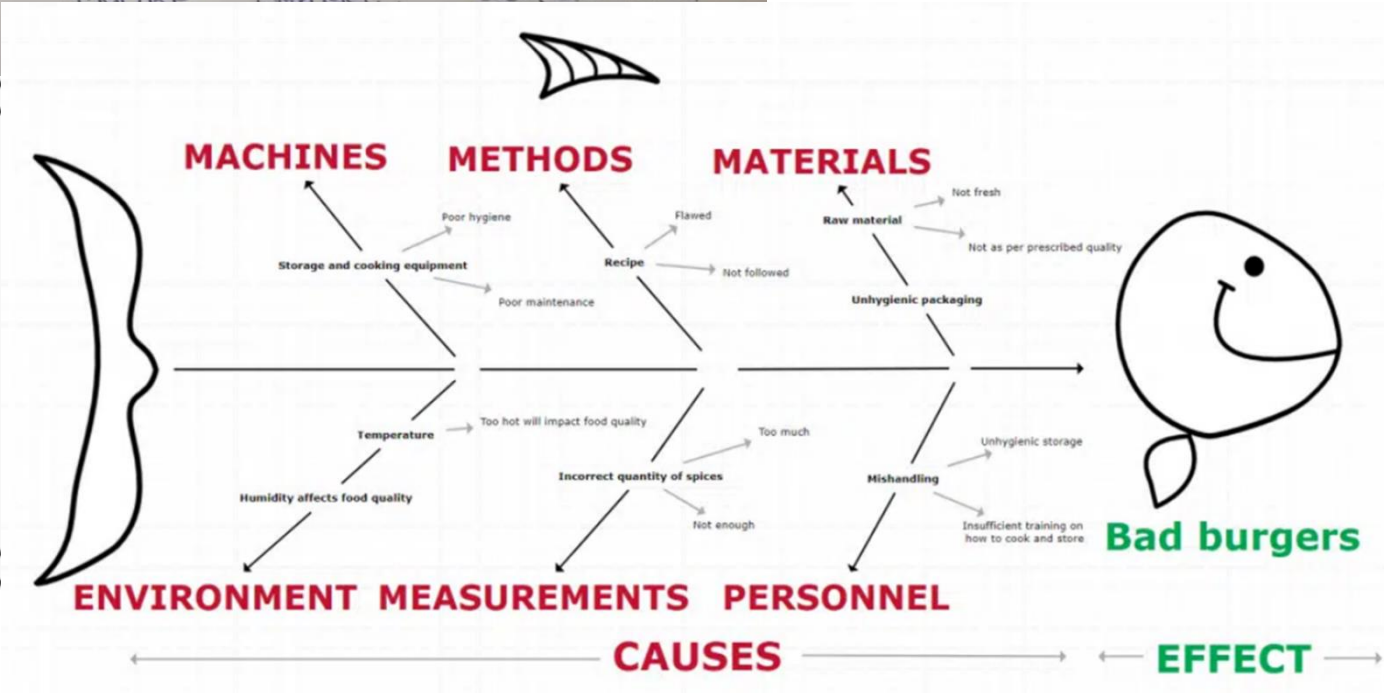 MACHINES
METHODS
MATERIALS
Poor hygiene
Storage and cooking equipment
Poor maintenance
Flawed
Recipe
Not followed
Not fresh
Raw material
Not as per prescribed quality
Unhygienic packaging
Temperature
Too hot will impact food quality
Humidity affects food quality
Too much
Incorrect quantity of spices
Not enough
Unhygienic storage
Mishandling
Insufficient training on
how to cook and store
Bad burgers
ENVIRONMENT
MEASUREMENTS
PERSONNEL
CAUSES
EFFECT